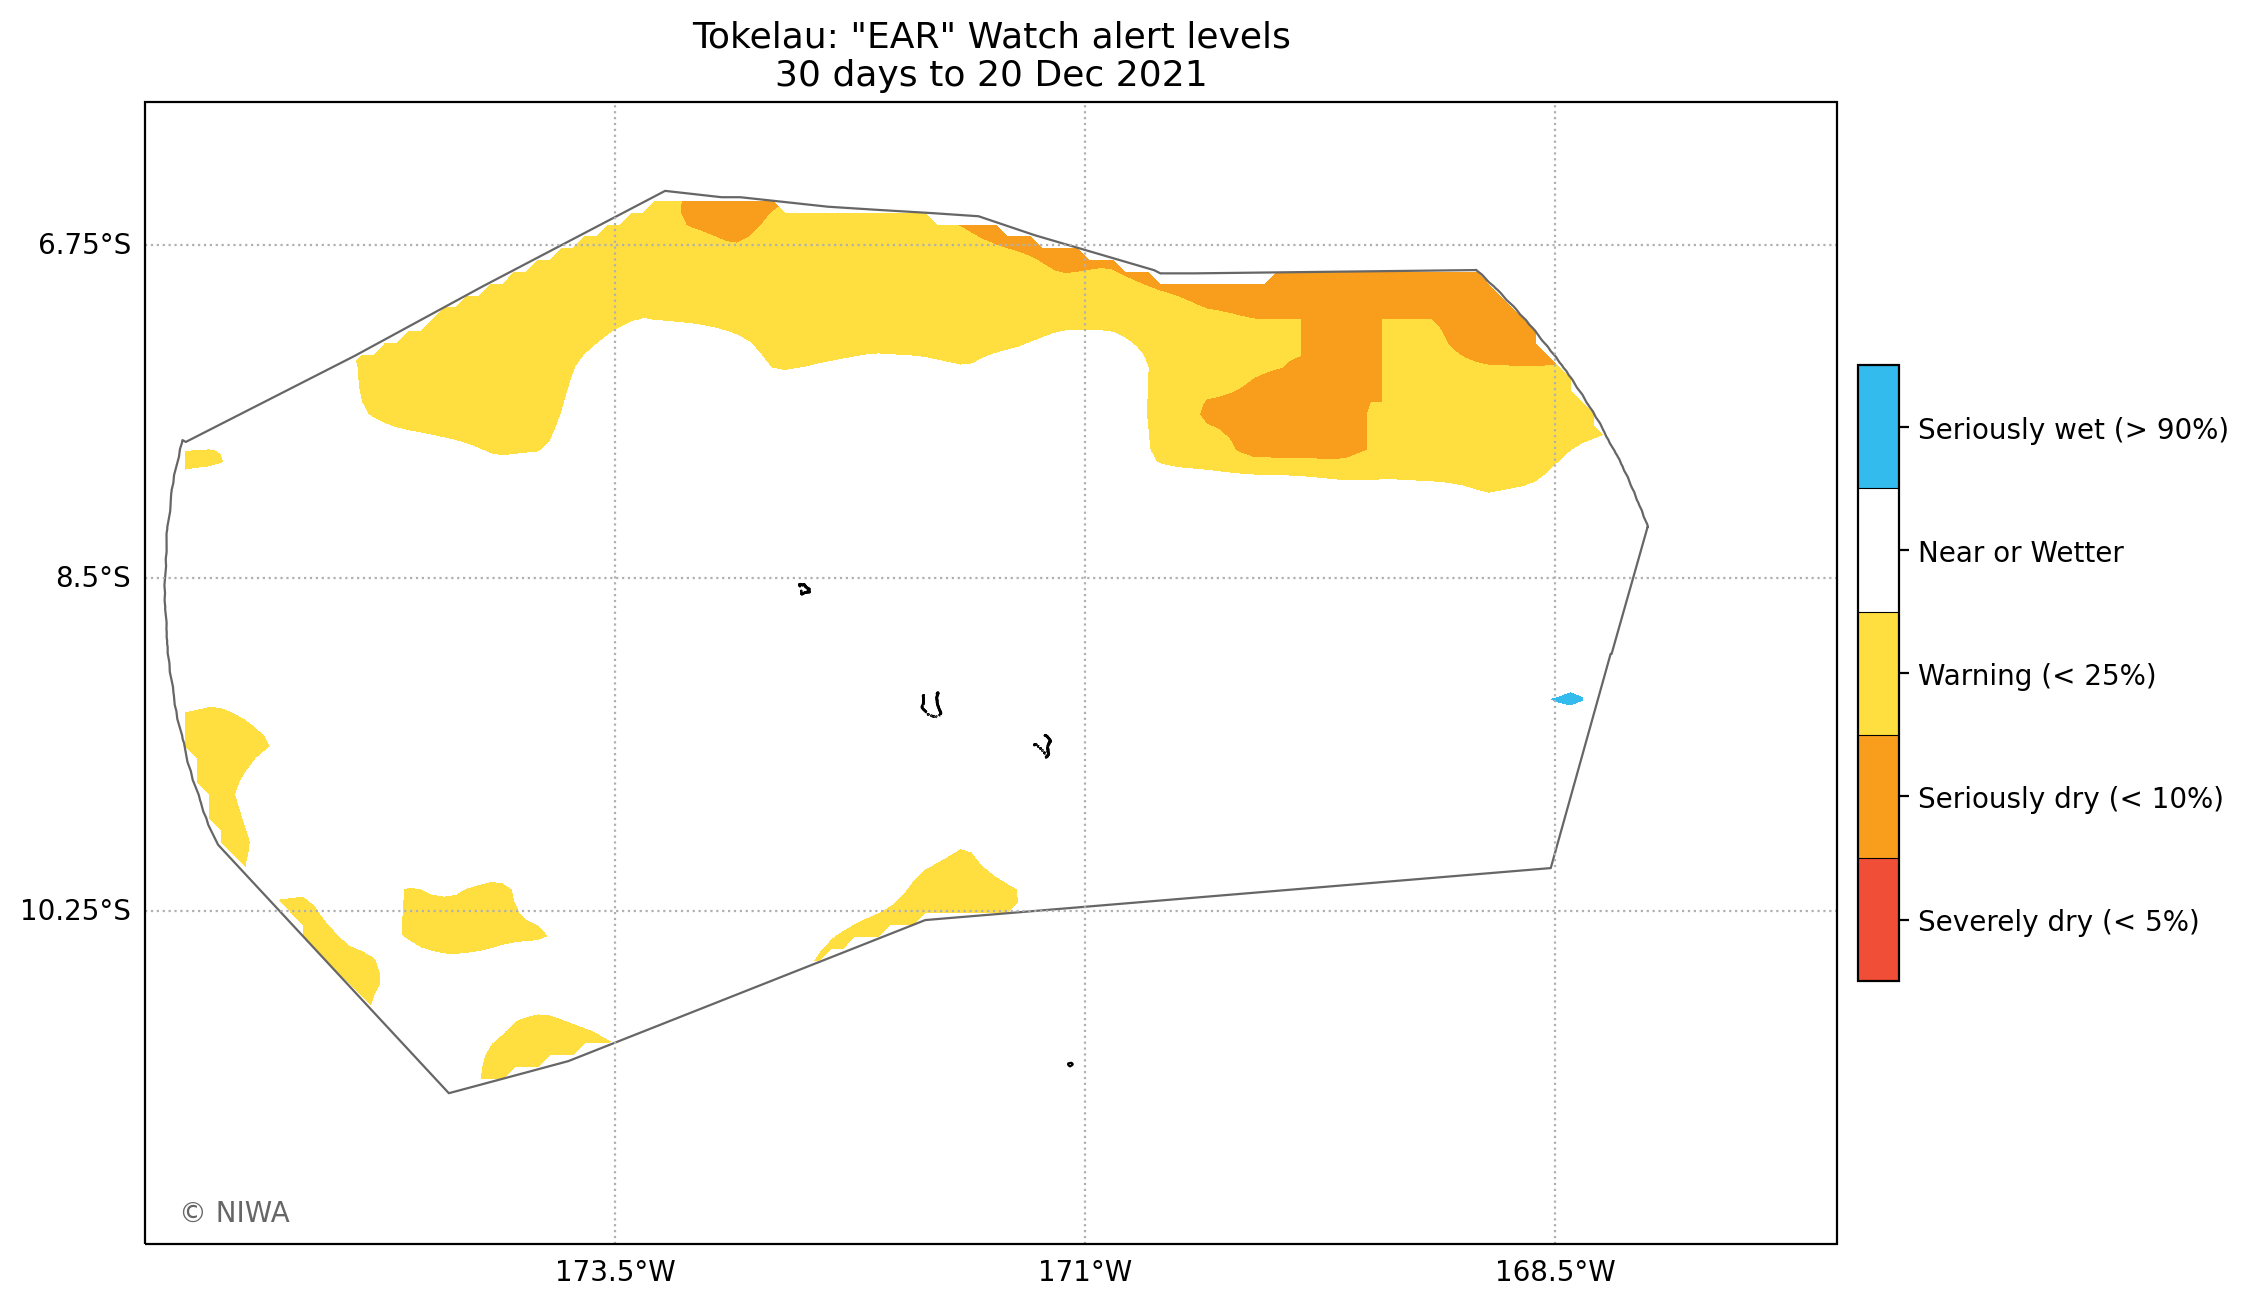 Tokelau: "EAR" Watch alert levels
30 days to 20 Dec 2021
6.75°S
8.5°S
10.25°S
173.5°W
171°W
168.5°W
Seriously wet (> 90%)
Near or Wetter
Warning (< 25%)
Seriously dry (< 10%)
Severely dry (< 5%)
© NIWA